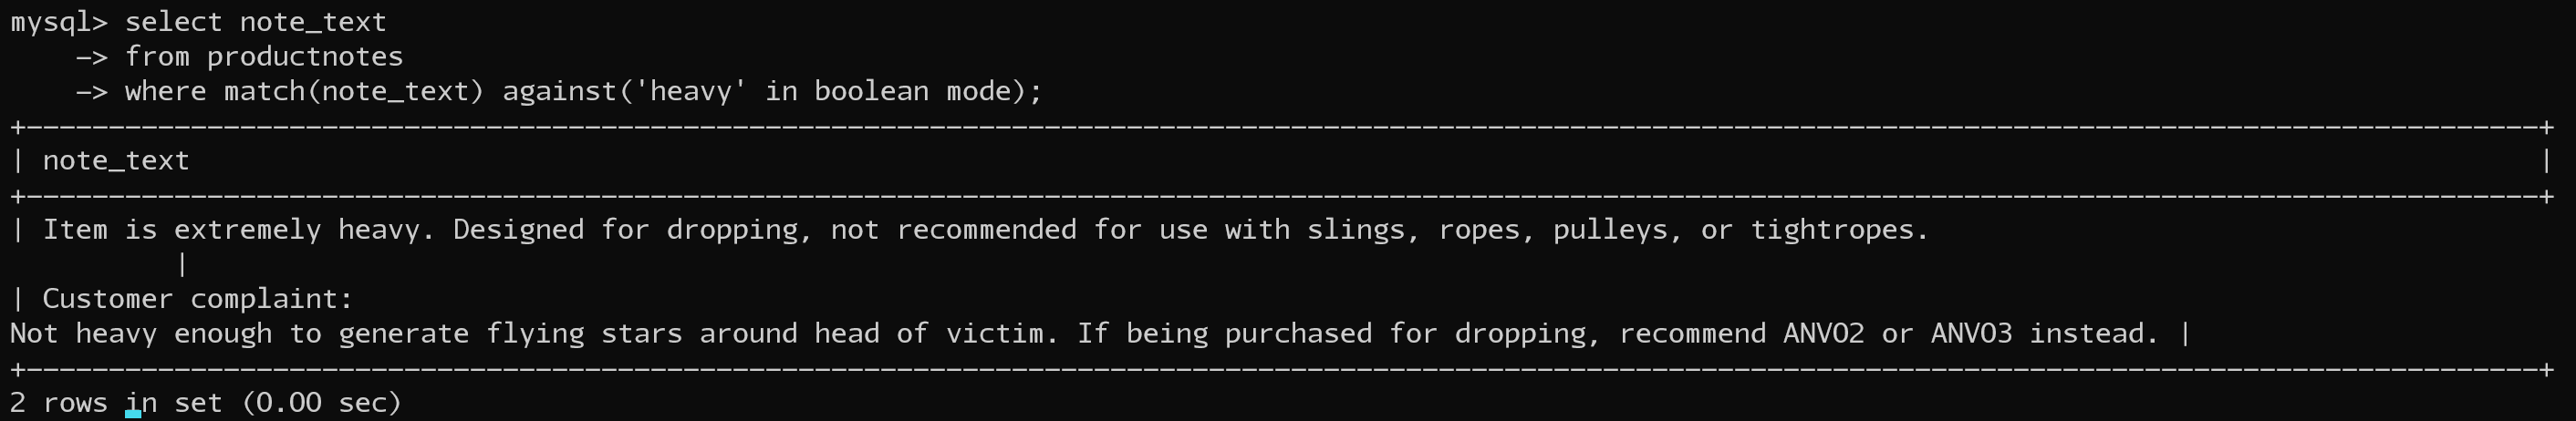 mysql> select note_text
    -> from productnotes
    -> where match(note_text) against('heavy' in boolean mode);
+---------------------------------------------------------------------------------------------------------------------------------------------------------+
| note_text                                                                                                                                               |
+---------------------------------------------------------------------------------------------------------------------------------------------------------+
| Item is extremely heavy. Designed for dropping, not recommended for use with slings, ropes, pulleys, or tightropes.
          |
| Customer complaint:
Not heavy enough to generate flying stars around head of victim. If being purchased for dropping, recommend ANV02 or ANV03 instead. |
+---------------------------------------------------------------------------------------------------------------------------------------------------------+
2 rows in set (0.00 sec)